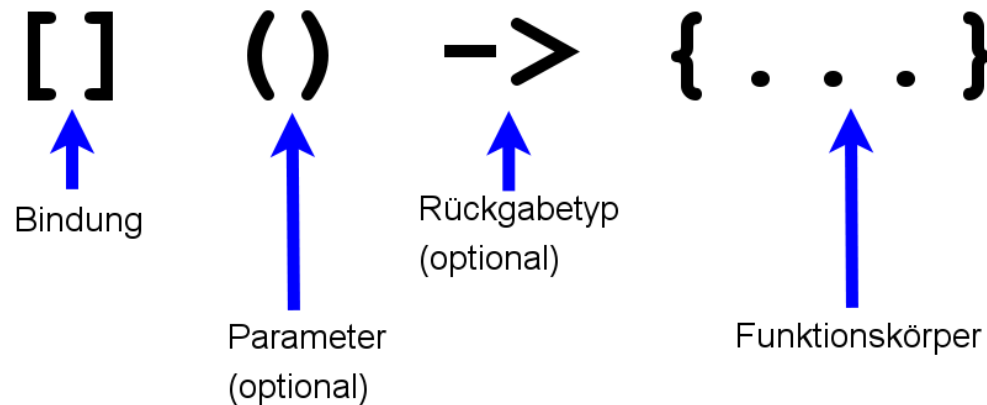 [] () -> {...}
Bindung
Rückgabetyp
(optional)
Parameter
(optional)
Funktionskörper